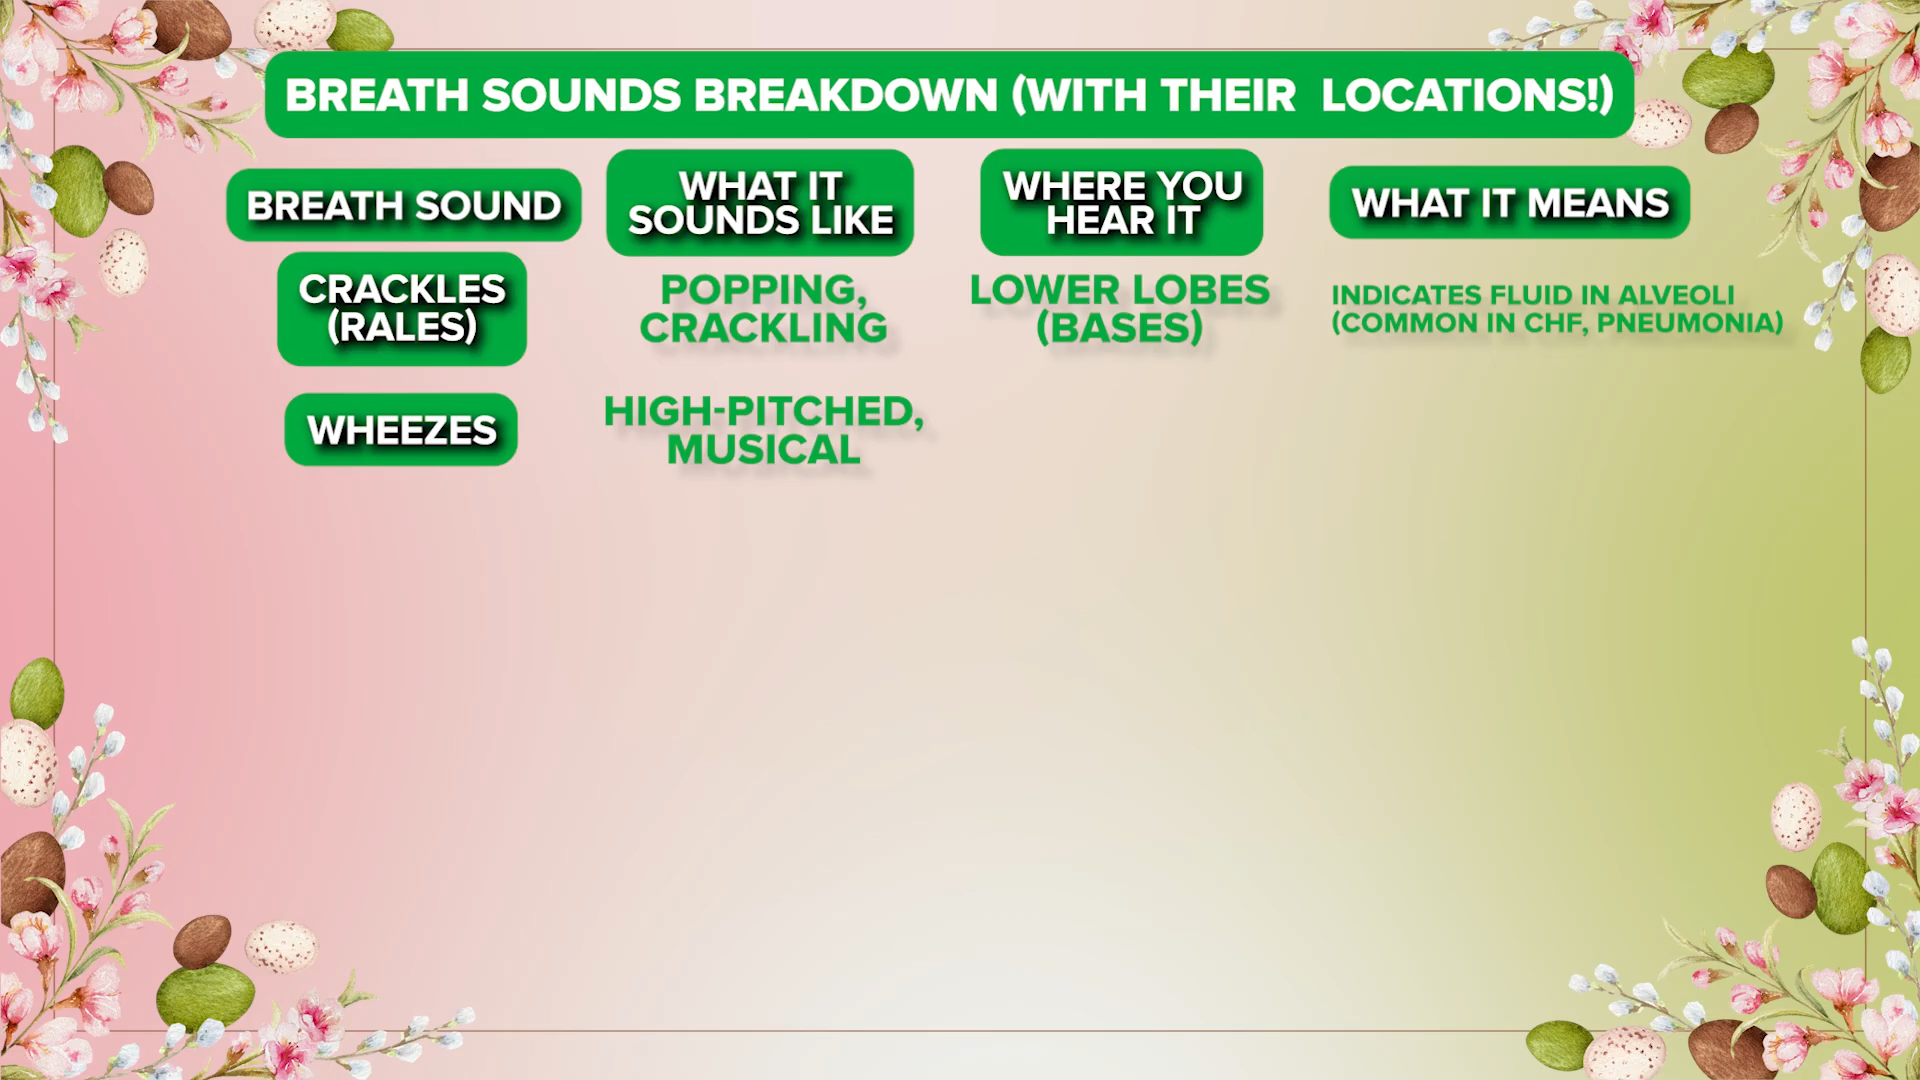 BREATH SOUNDS BREAKDOWN (WITH THEIR LOCATIONS!)
BREATH SOUND
WHAT IT
SOUNDS LIKE
WHERE YOU
HEAR IT
WHAT IT MEANS
CRACKLES
(RALES)
POPPING,
CRACKLING
LOWER LOBES
(BASES)
INDICATES FLUID IN ALVEOLI
(COMMON IN CHF, PNEUMONIA)
WHEEZES
HIGH-PITCHED,
MUSICAL